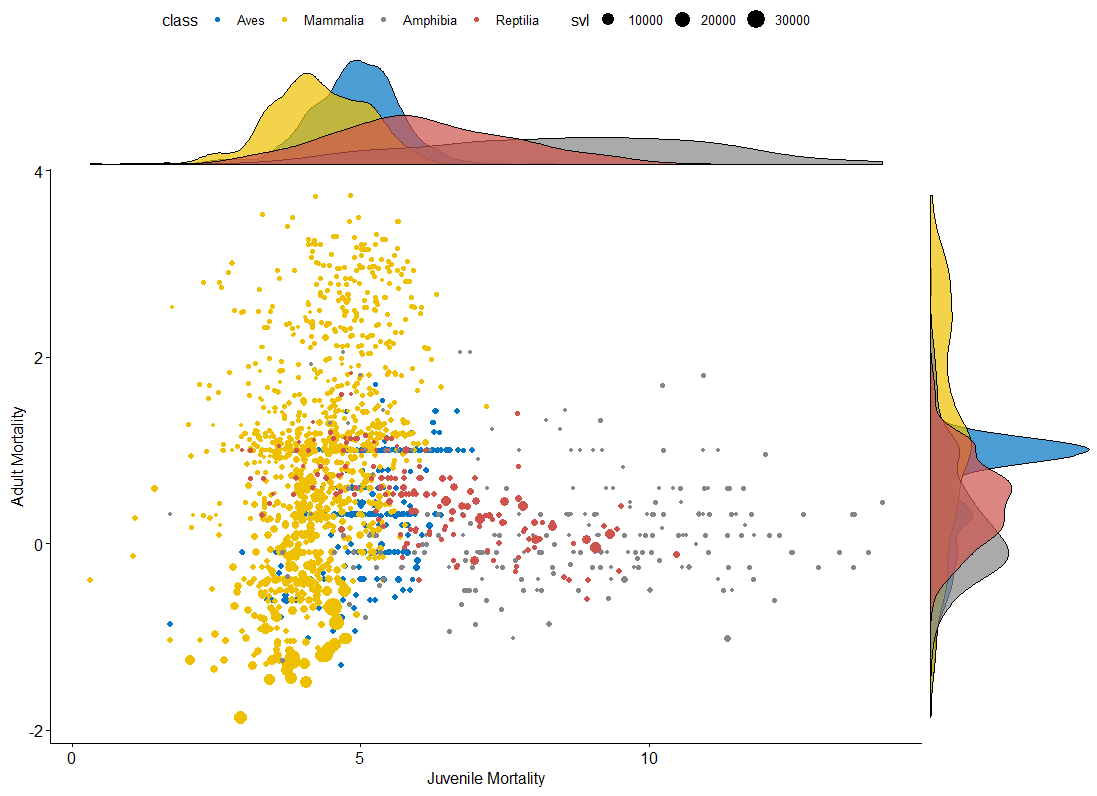 class Aves Mammalia Amphibia Reptilia svl 10000 20000 30000
4
2
0
-2
Adult Mortality
0 5 10
Juvenile Mortality